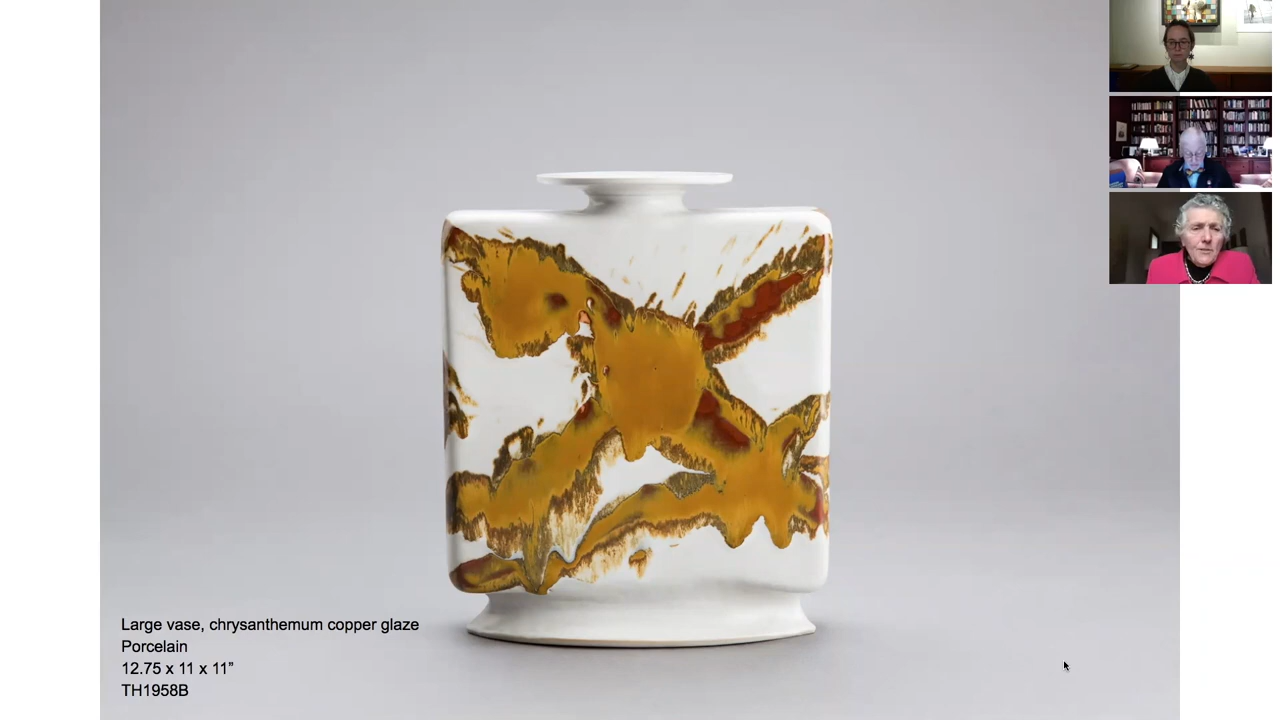 Large vase, chrysanthemum copper glaze
Porcelain
12.75 x 11 x 11”
TH1958B